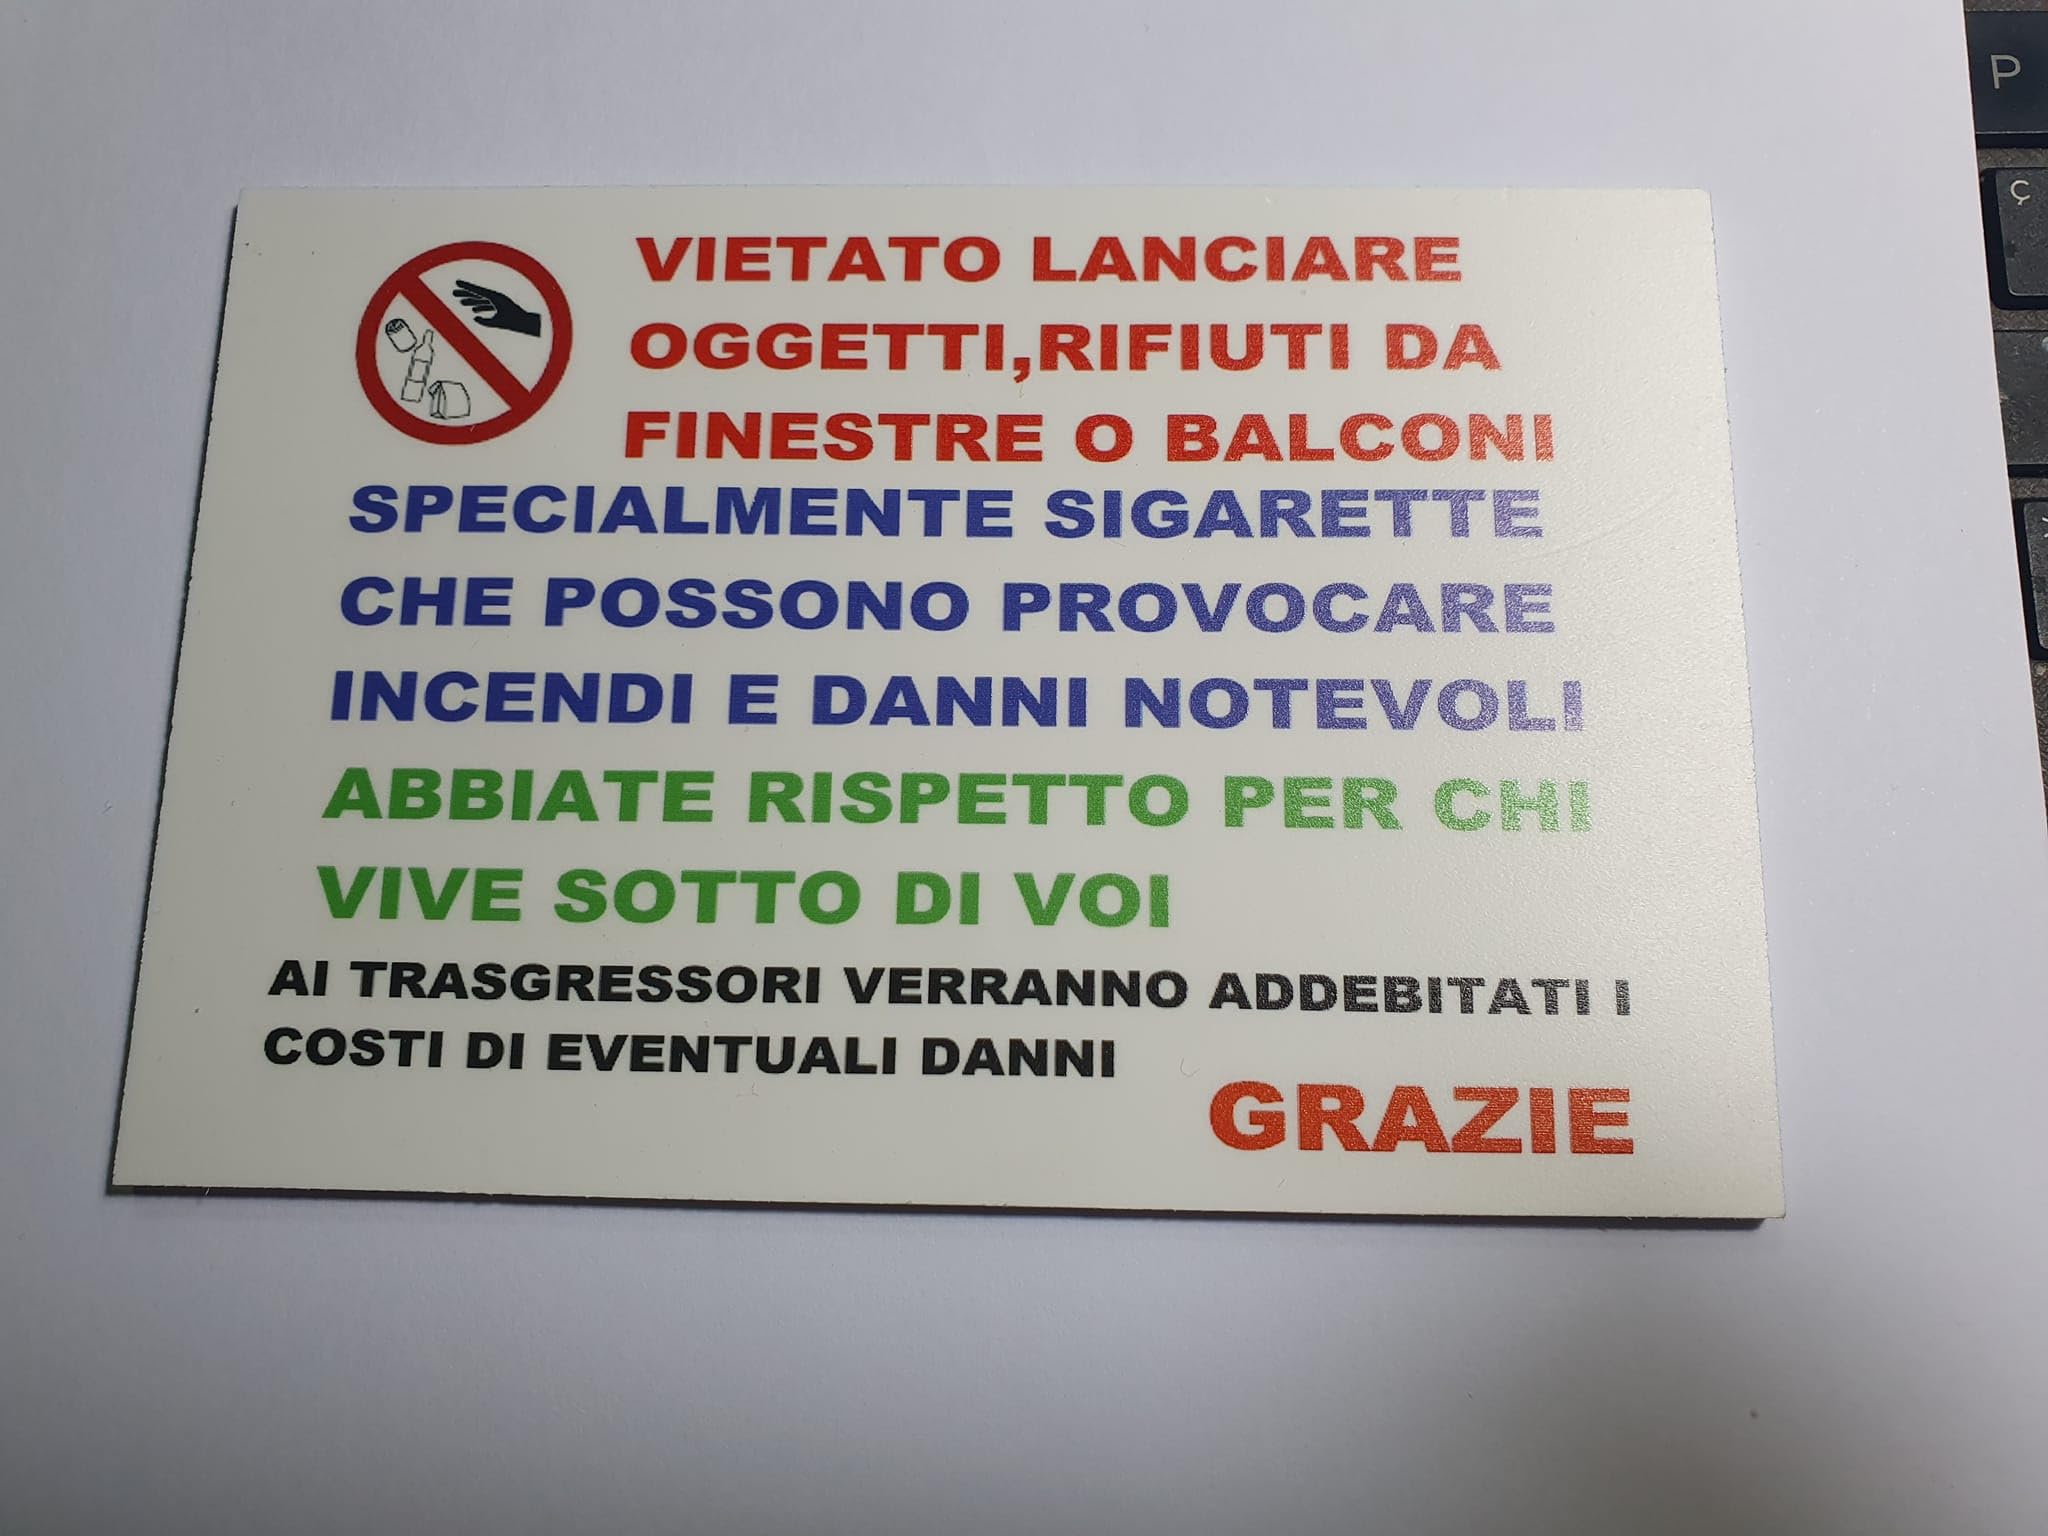 VIETATO LANCIARE
OGGETTI,RIFIUTI DA
FINESTRE O BALCONI
SPECIALMENTE SIGARETTE
CHE POSSONO PROVOCARE
INCENDI E DANNI NOTEVOLI
ABBIATE RISPETTO PER CHI
VIVE SOTTO DI VOI
AI TRASGRESSORI VERRANNO ADDEBITATI I
COSTI DI EVENTUALI DANNI
GRAZIE
P
ç